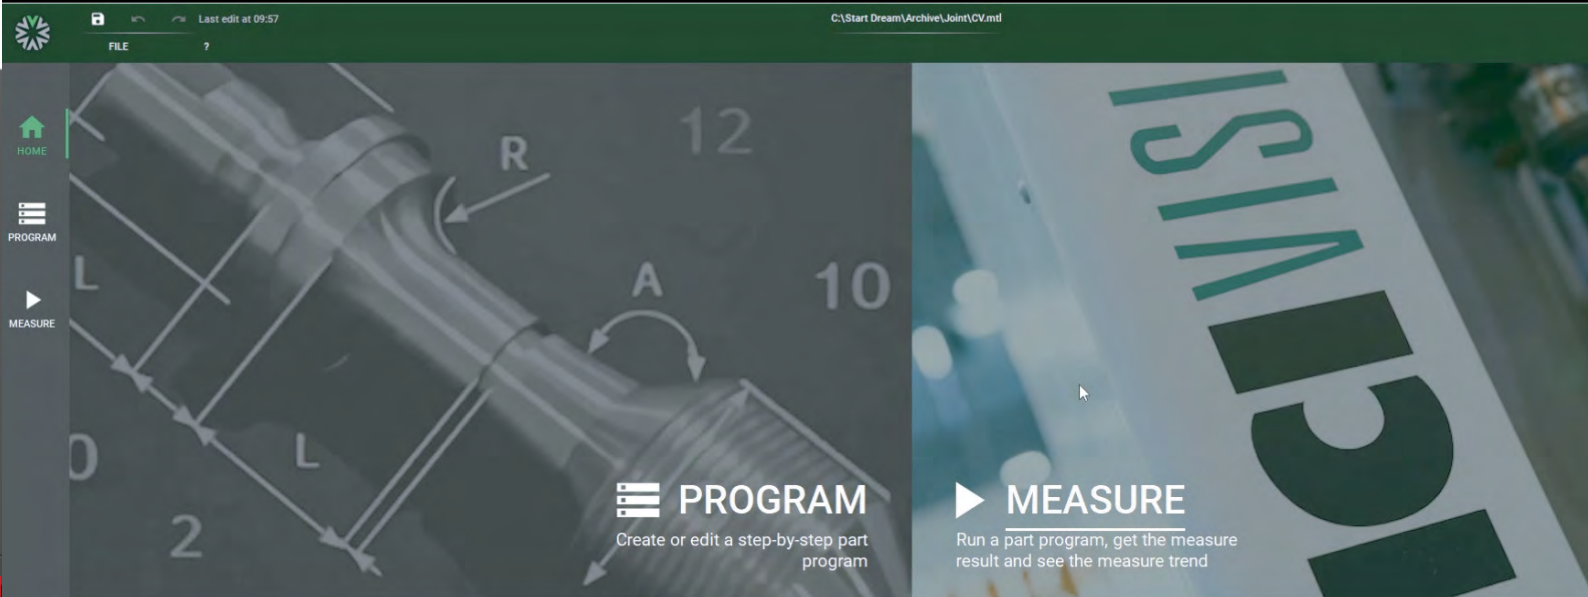 Last edit at 09:57
C:\Start Dream\Archive\Joint\CV.mtl
FILE
?
HOME
PROGRAM
MEASURE
12
R
A
10
L
L
0
2
VISI
PROGRAM
Create or edit a step-by-step part
program
MEASURE
Run a part program, get the measure
result and see the measure trend